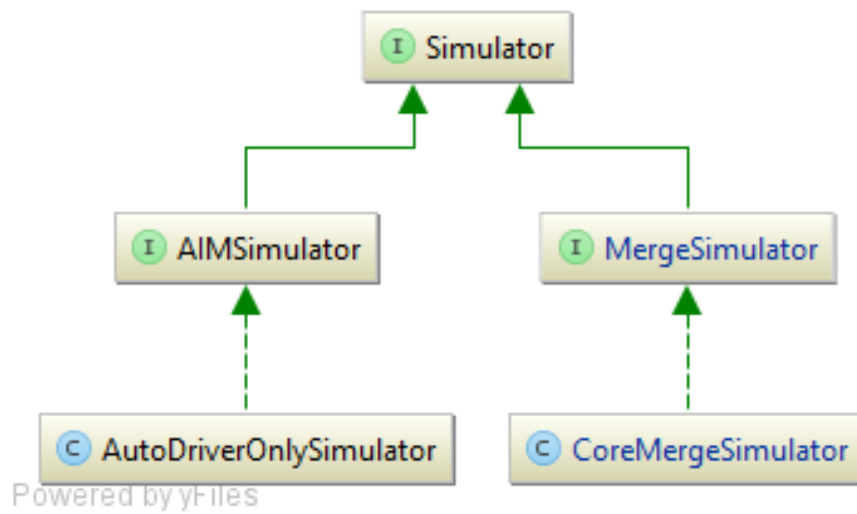 I Simulator
I AIMSimulator
I MergeSimulator
C AutoDriverOnlySimulator
C CoreMergeSimulator
Powered by yFiles